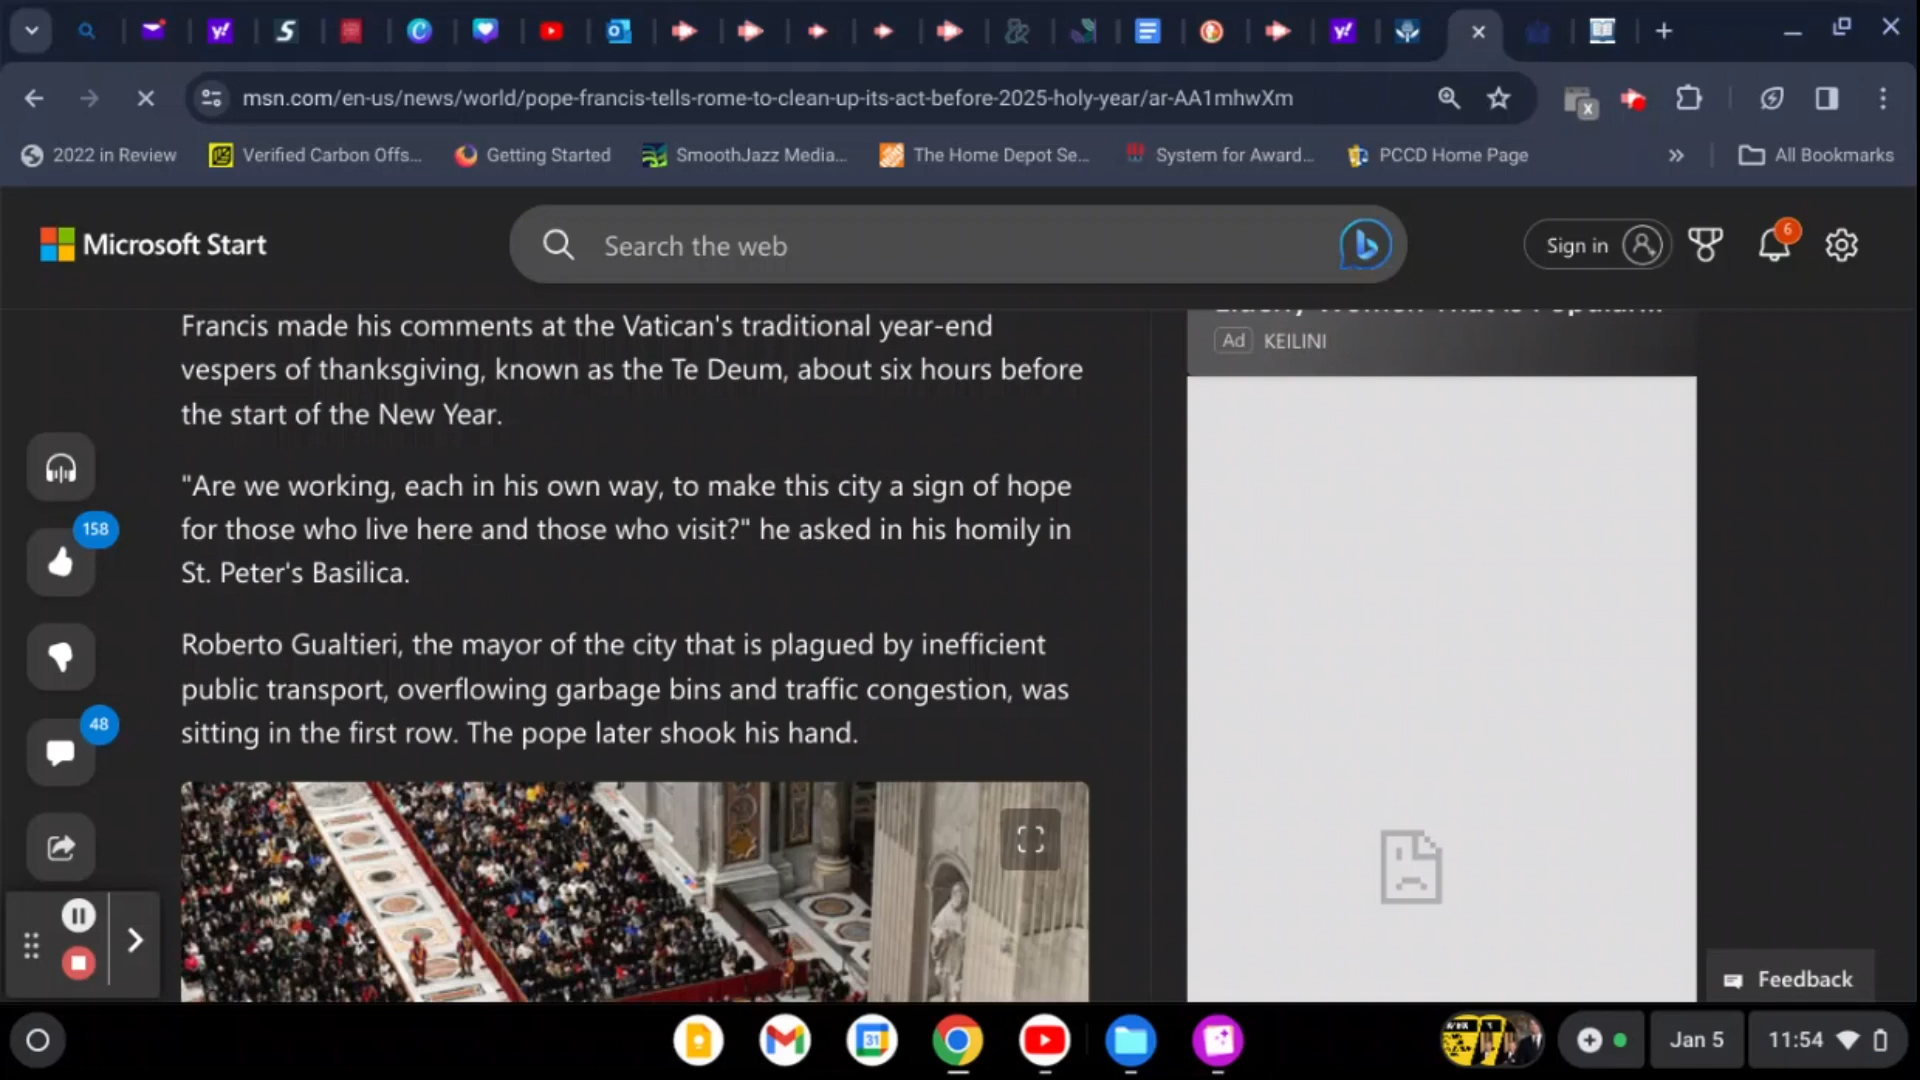 msn.com/en-us/news/world/pope-francis-tells-rome-to-clean-up-its-act-before-2025-holy-year/ar-AA1mhwXm
2022 in Review
Verified Carbon Offs...
Getting Started
SmoothJazz Media...
The Home Depot Se...
System for Award...
PCCD Home Page
All Bookmarks
Microsoft Start
Search the web
Sign in
6
Francis made his comments at the Vatican's traditional year-end
vespers of thanksgiving, known as the Te Deum, about six hours before
the start of the New Year.
Ad KEILINI
"Are we working, each in his own way, to make this city a sign of hope
for those who live here and those who visit?" he asked in his homily in
St. Peter's Basilica.
158
Roberto Gualtieri, the mayor of the city that is plagued by inefficient
public transport, overflowing garbage bins and traffic congestion, was
sitting in the first row. The pope later shook his hand.
48
Feedback
31
Jan 5
11:54